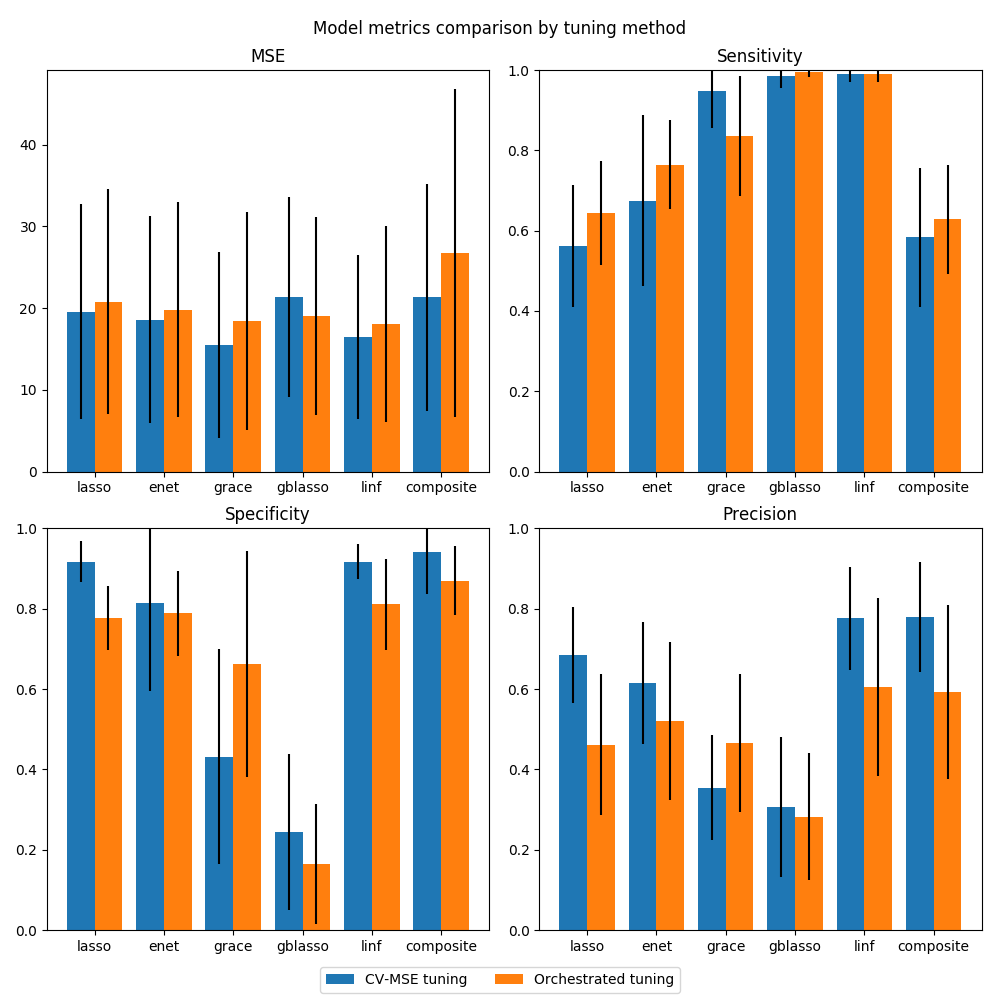 Model metrics comparison by tuning method
MSE
40
30
20
10
0
lasso enet grace gblasso linf composite
Sensitivity
1.0
0.8
0.6
0.4
0.2
0.0
lasso enet grace gblasso linf composite
Specificity
1.0
0.8
0.6
0.4
0.2
0.0
lasso enet grace gblasso linf composite
Precision
1.0
0.8
0.6
0.4
0.2
0.0
lasso enet grace gblasso linf composite
CV-MSE tuning Orchestrated tuning